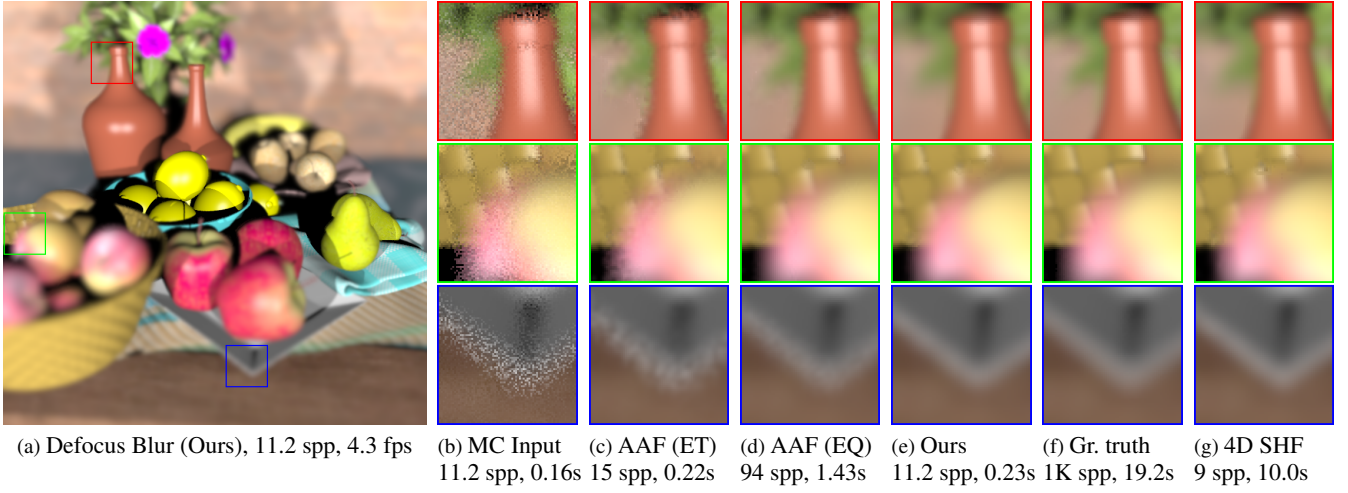 (a) Defocus Blur (Ours), 11.2 spp, 4.3 fps
(b) MC Input
11.2 spp, 0.16s
(c) AAF (ET)
15 spp, 0.22s
(d) AAF (EQ)
94 spp, 1.43s
(e) Ours
11.2 spp, 0.23s
(f) Gr. truth
1K spp, 19.2s
(g) 4D SHF
9 spp, 10.0s